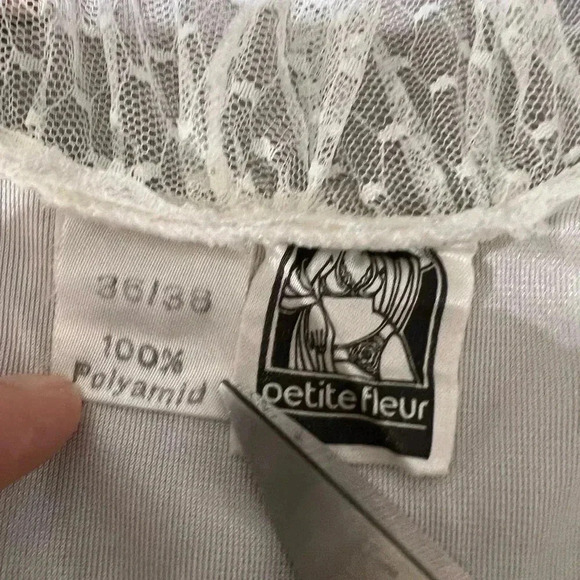 36/38
100%
Polyamid
petite fleur